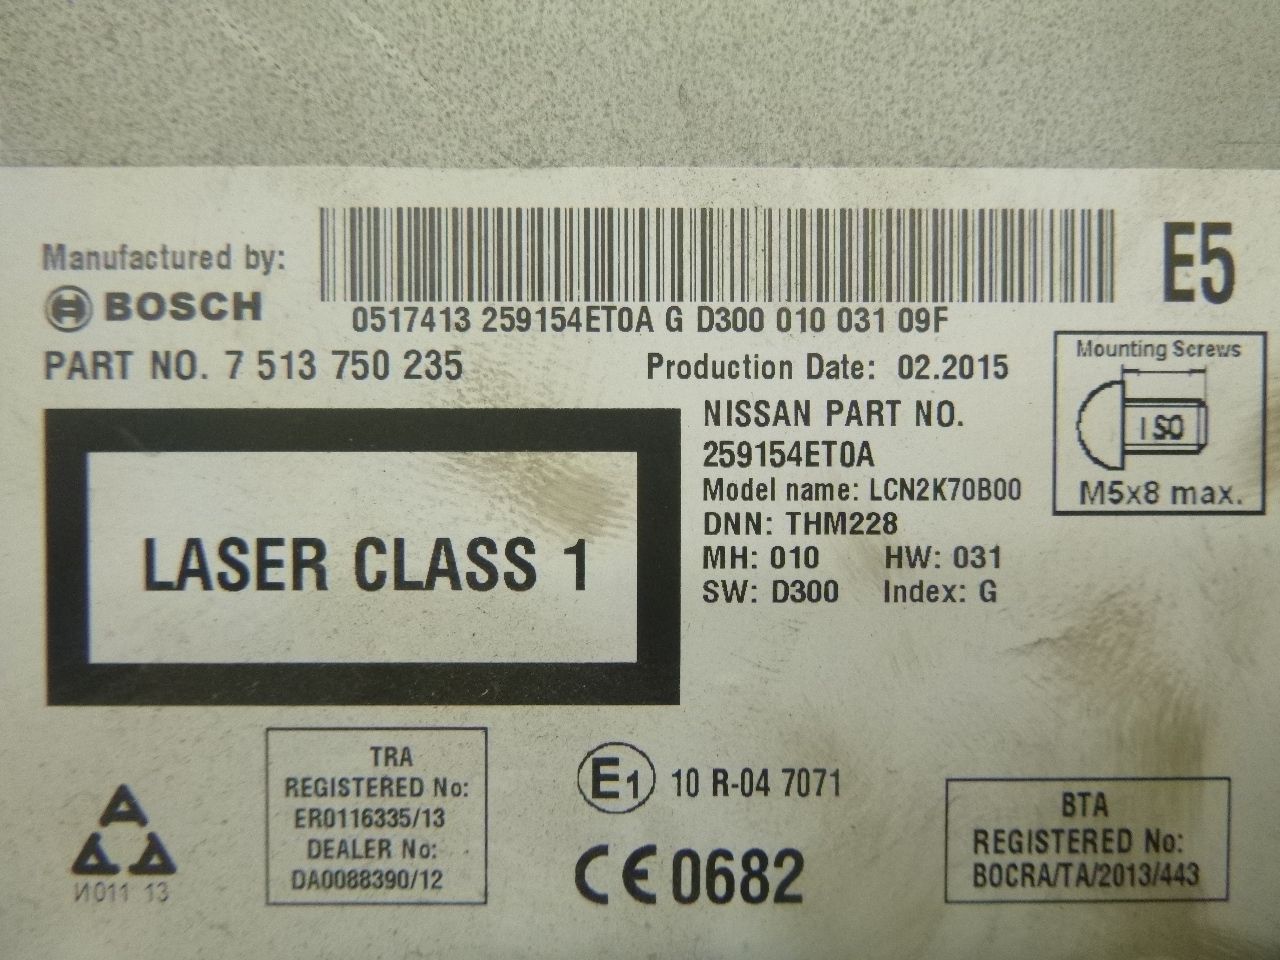 Manufactured by:
BOSCH
0517413 259154ET0A G D300 010 031 09F
E5
PART NO. 7 513 750 235
Production Date: 02.2015
Mounting Screws
ISO
M5x8 max.
NISSAN PART NO.
259154ET0A
Model name: LCN2K70B00
DNN: THM228
MH: 010 HW: 031
SW: D300 Index: G
LASER CLASS 1
TRA
REGISTERED No:
ER0116335/13
DEALER No:
DA0088390/12
И011 13
E1 10 R-04 7071
CE0682
BTA
REGISTERED No:
BOCRA/TA/2013/443